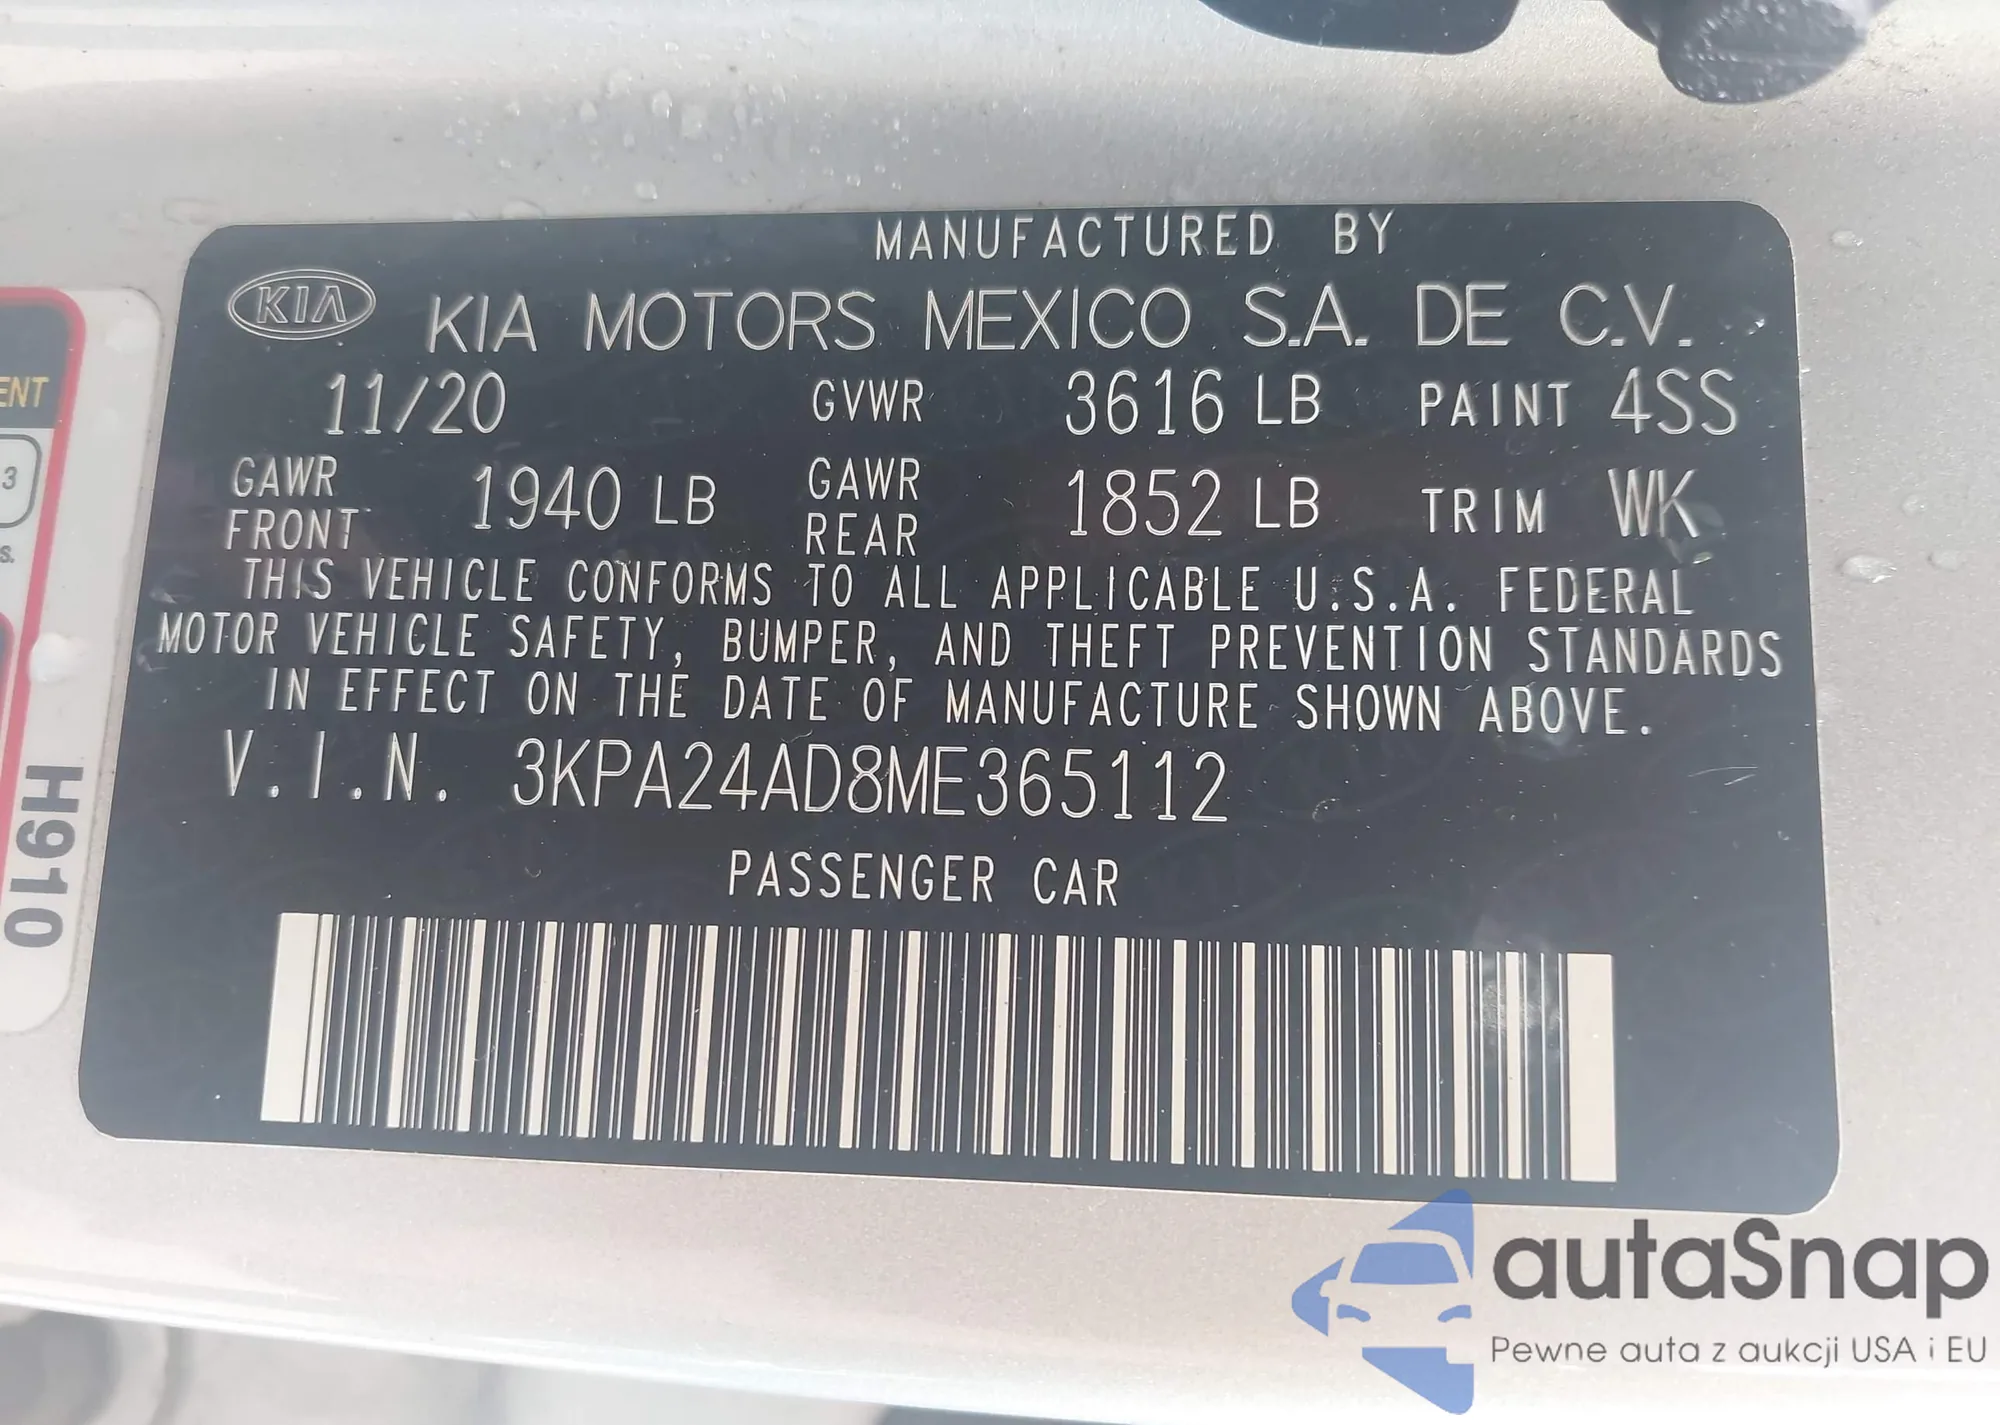 MANUFACTURED BY
KIA KIA MOTORS MEXICO S.A. DE C.V.
11/20 GVWR 3616 LB PAINT 4SS
GAWR FRONT 1940 LB GAWR REAR 1852 LB TRIM WK
THIS VEHICLE CONFORMS TO ALL APPLICABLE U.S.A. FEDERAL
MOTOR VEHICLE SAFETY, BUMPER, AND THEFT PREVENTION STANDARDS
IN EFFECT ON THE DATE OF MANUFACTURE SHOWN ABOVE.
V.I.N. 3KPA24AD8ME365112
PASSENGER CAR
ENT
3
s.
H910
autaSnap
Pewne auta z aukcji USA i EU